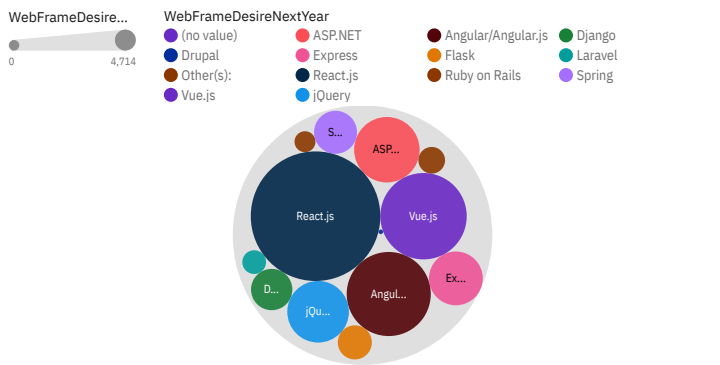 WebFrameDesire...
0
4,714
WebFrameDesireNextYear
(no value)
ASP.NET
Angular/Angular.js
Django
Drupal
Express
Flask
Laravel
Other(s):
React.js
Ruby on Rails
Spring
Vue.js
jQuery
S...
ASP...
React.js
Vue.js
Ex...
D...
Angul...
jQu...